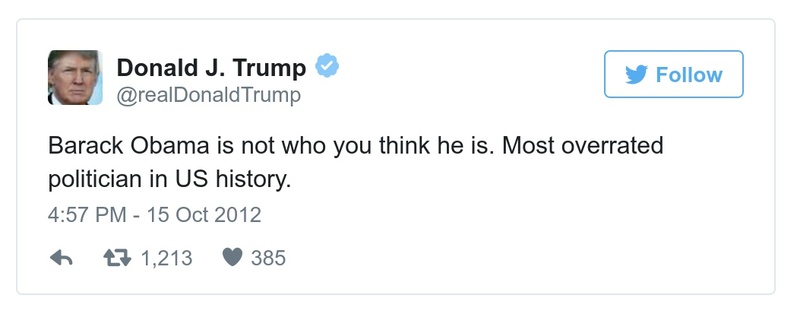 Donald J. Trump
@realDonaldTrump
Follow
Barack Obama is not who you think he is. Most overrated
politician in US history.
4:57 PM - 15 Oct 2012
1,213 385